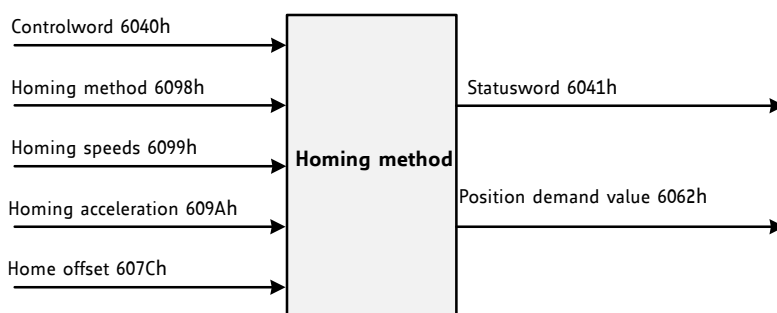 Controlword 6040h
Homing method 6098h
Homing speeds 6099h
Homing acceleration 609Ah
Home offset 607Ch
Homing method
Statusword 6041h
Position demand value 6062h